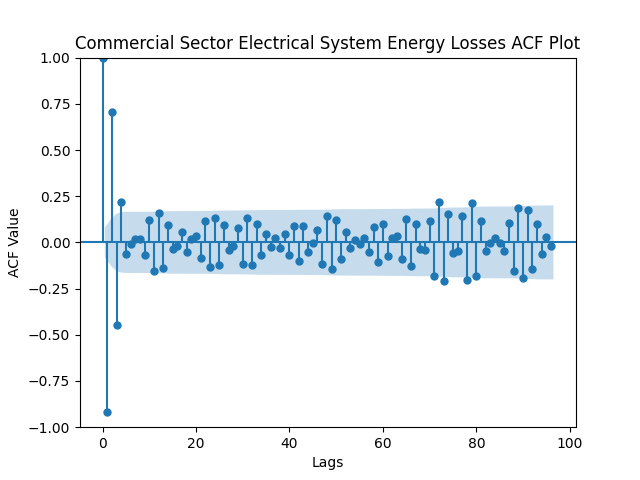 Commercial Sector Electrical System Energy Losses ACF Plot
1.00
0.75
0.50
0.25
0.00
−0.25
−0.50
−0.75
−1.00
ACF Value
0 20 40 60 80 100
Lags